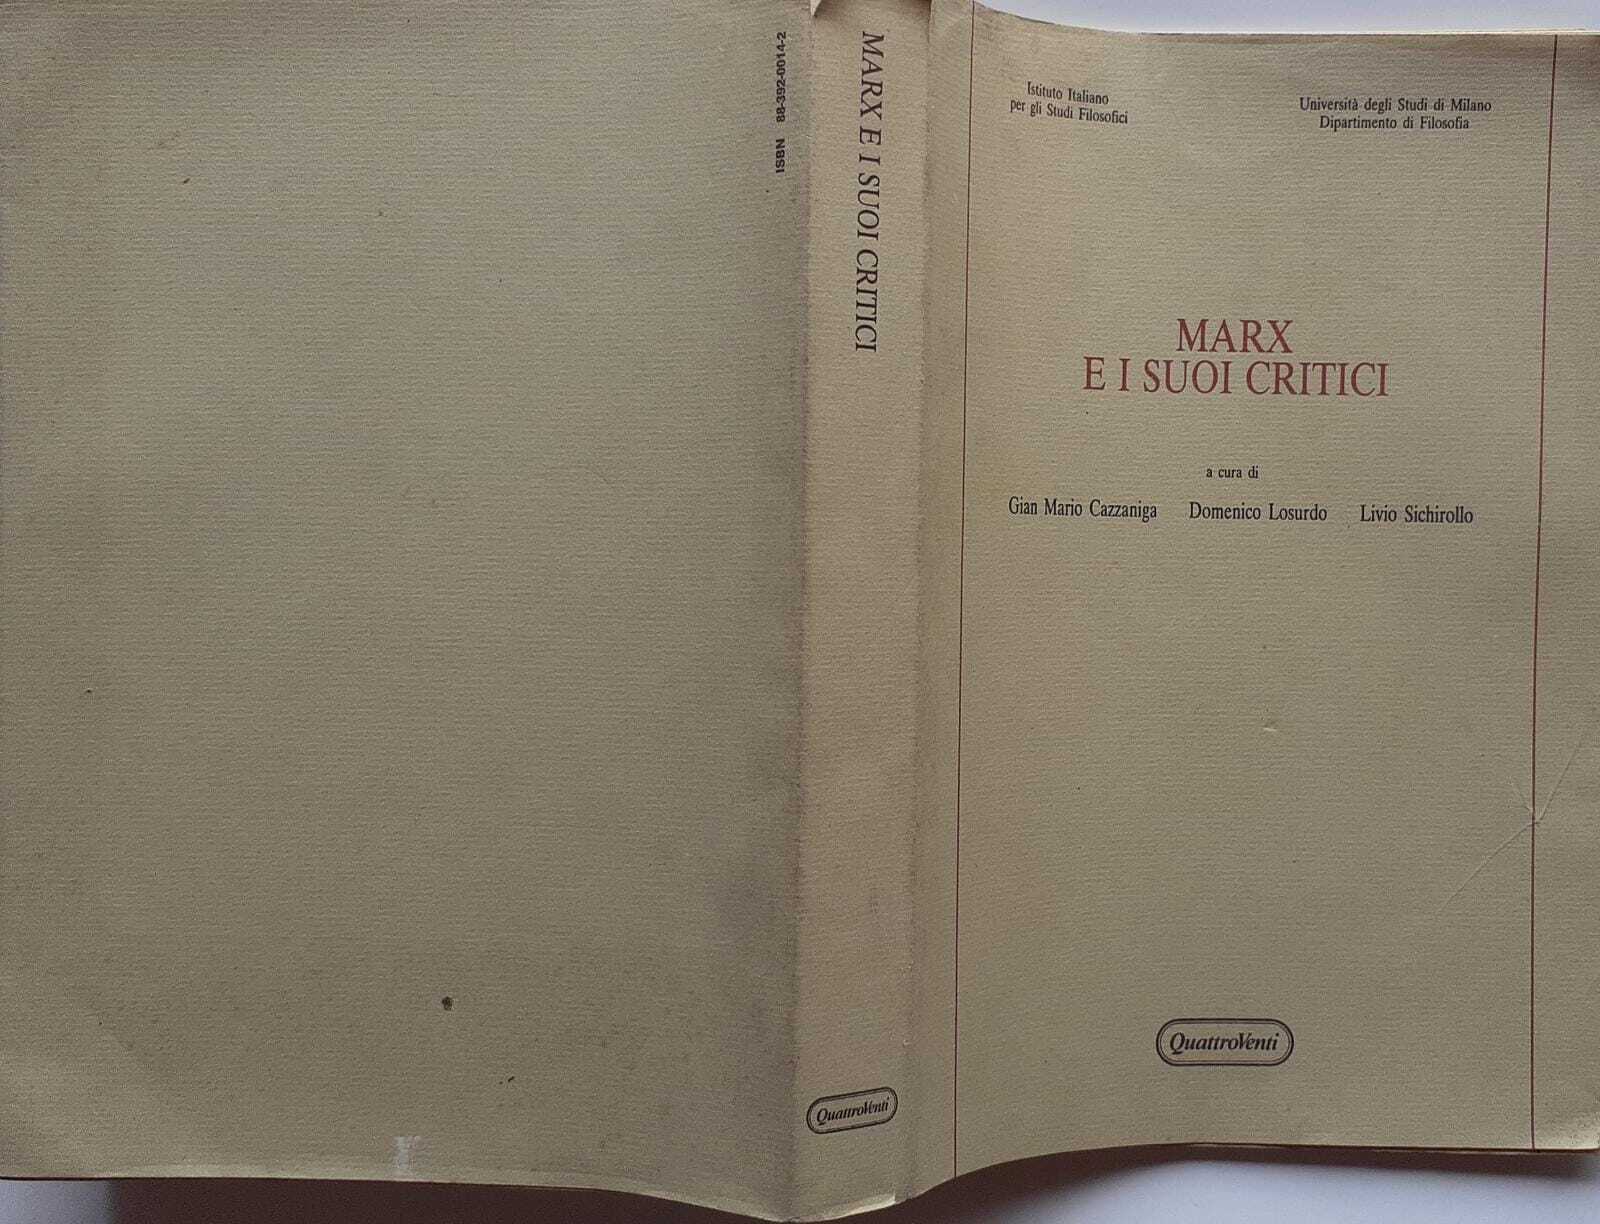 ISBN 88-392-0014-2
MARX E I SUOI CRITICI
QuattroVenti
Istituto Italiano
per gli Studi Filosofici
Università degli Studi di Milano
Dipartimento di Filosofia
MARX
E I SUOI CRITICI
a cura di
Gian Mario Cazzaniga Domenico Losurdo Livio Sichirollo
QuattroVenti